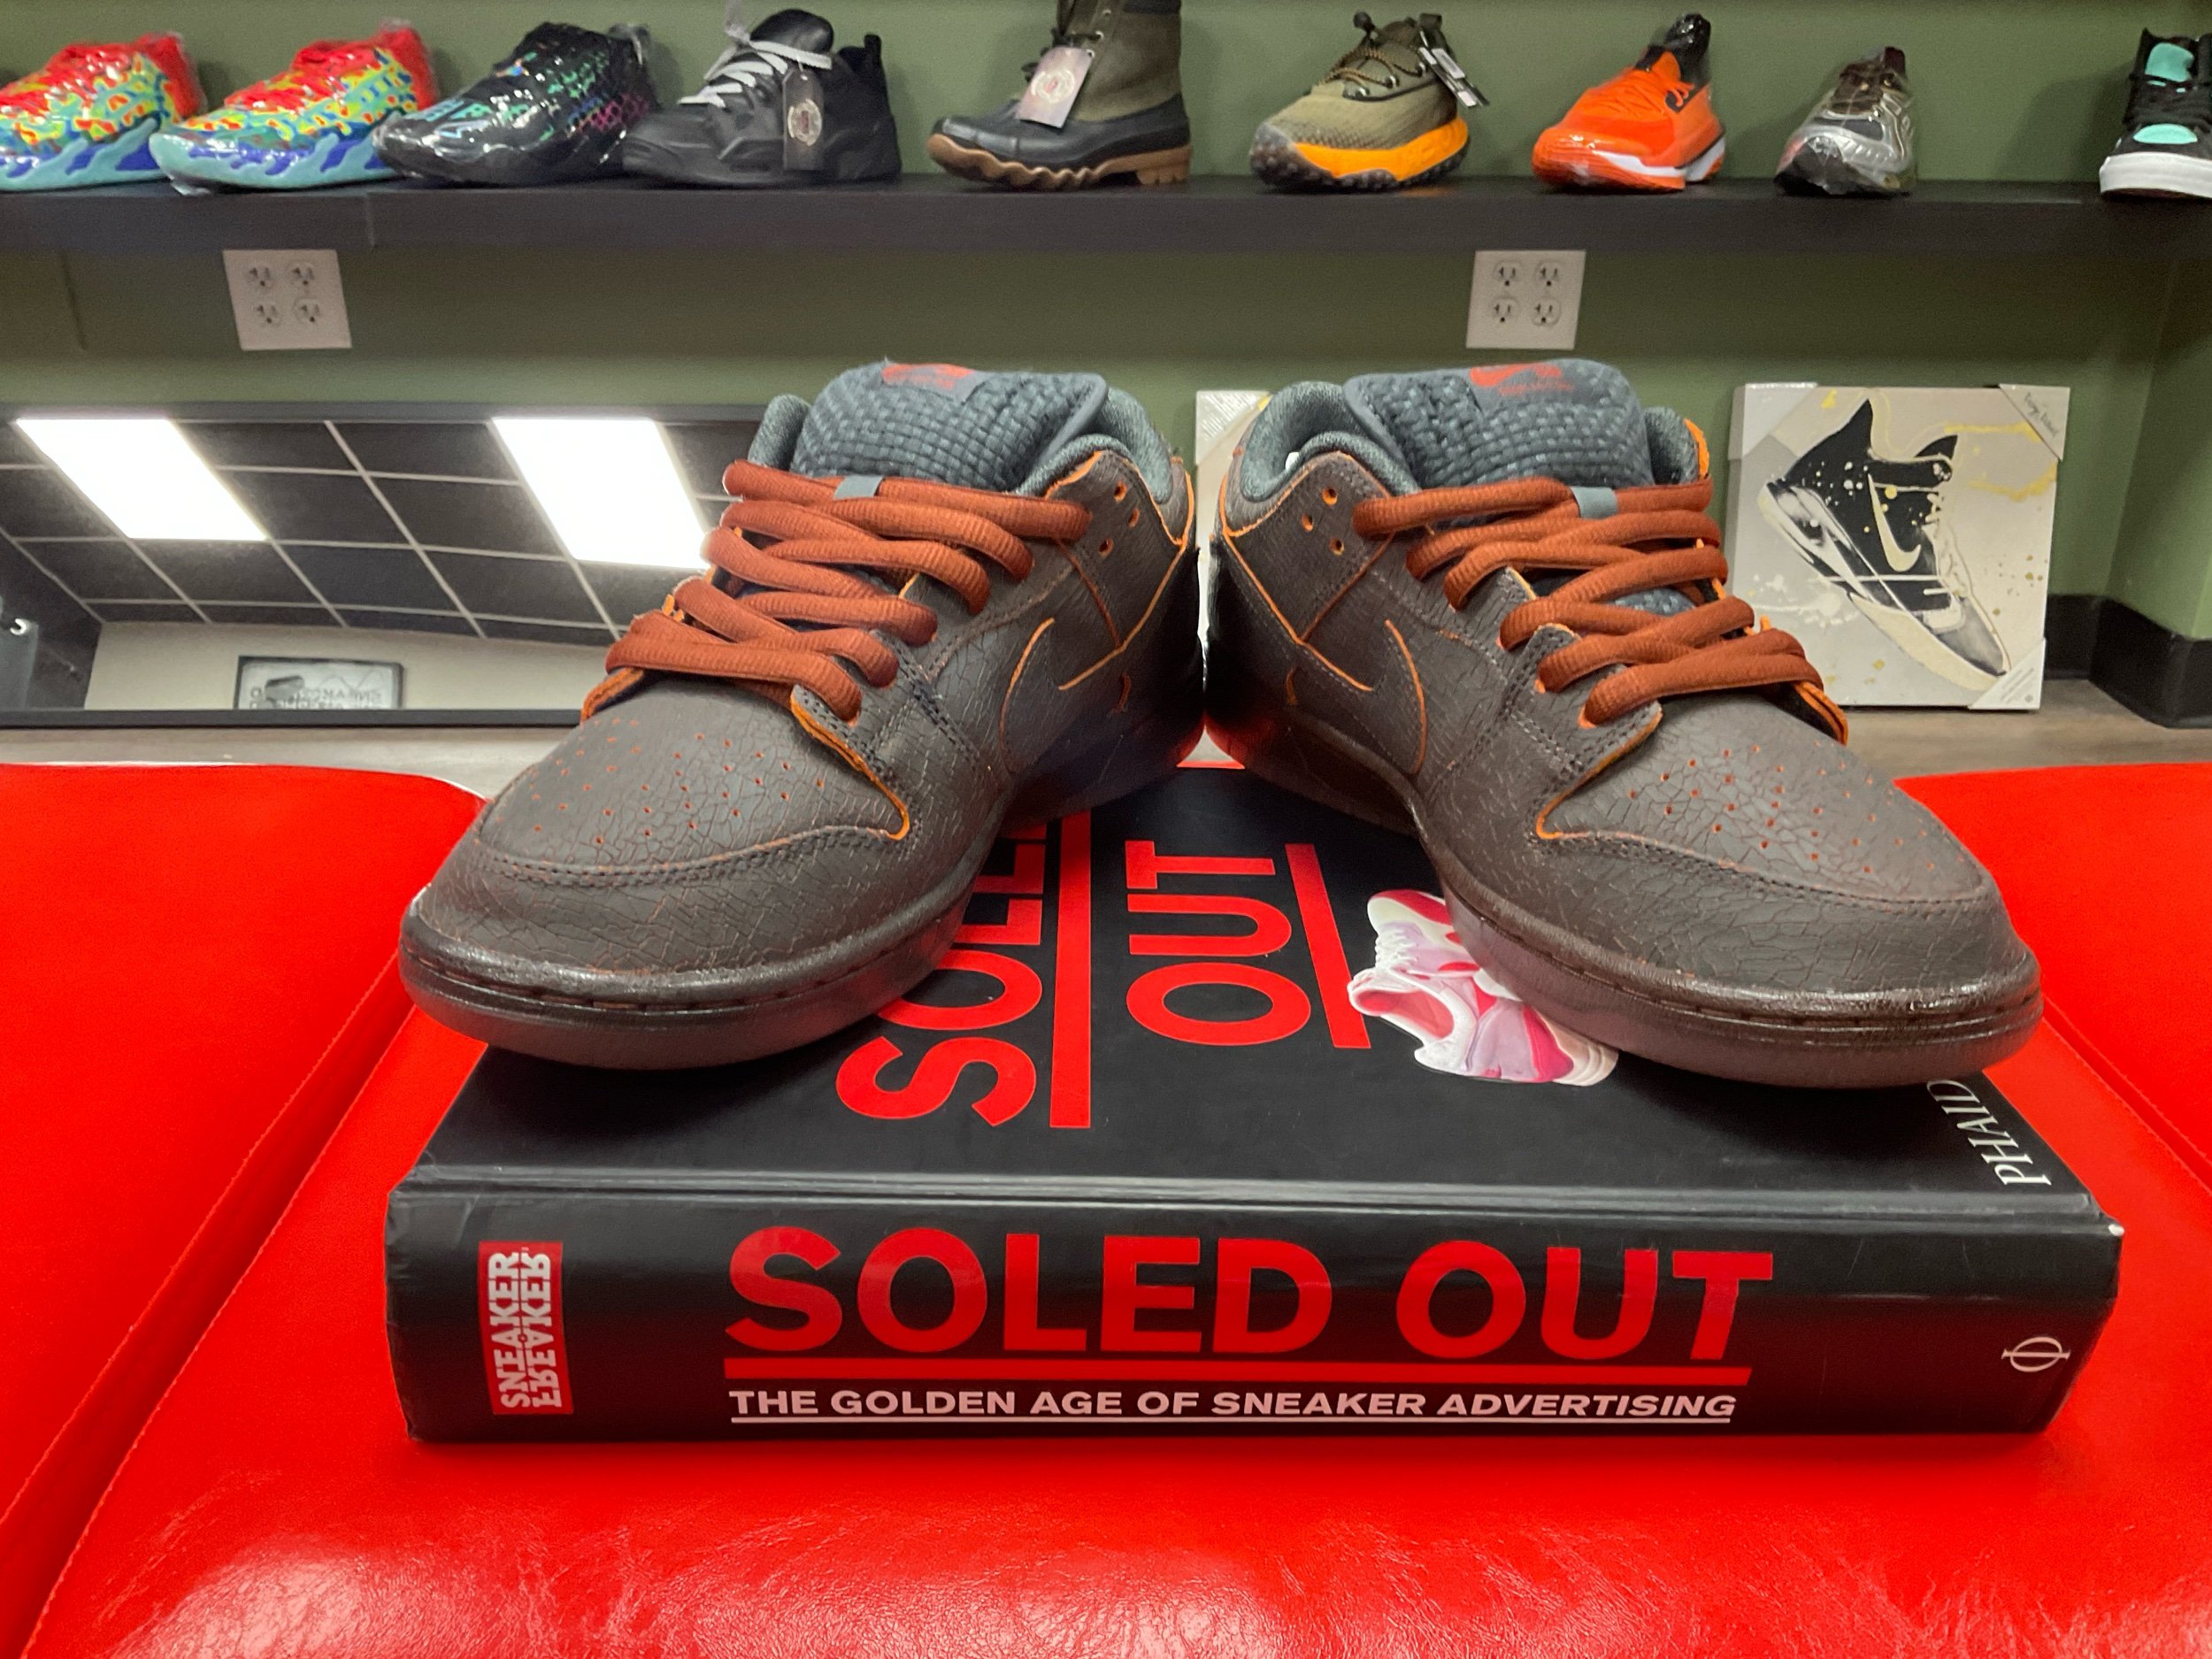 SOLED
OUT
PHAID
SNEAKER
FREAKER
SOLED OUT
THE GOLDEN AGE OF SNEAKER ADVERTISING